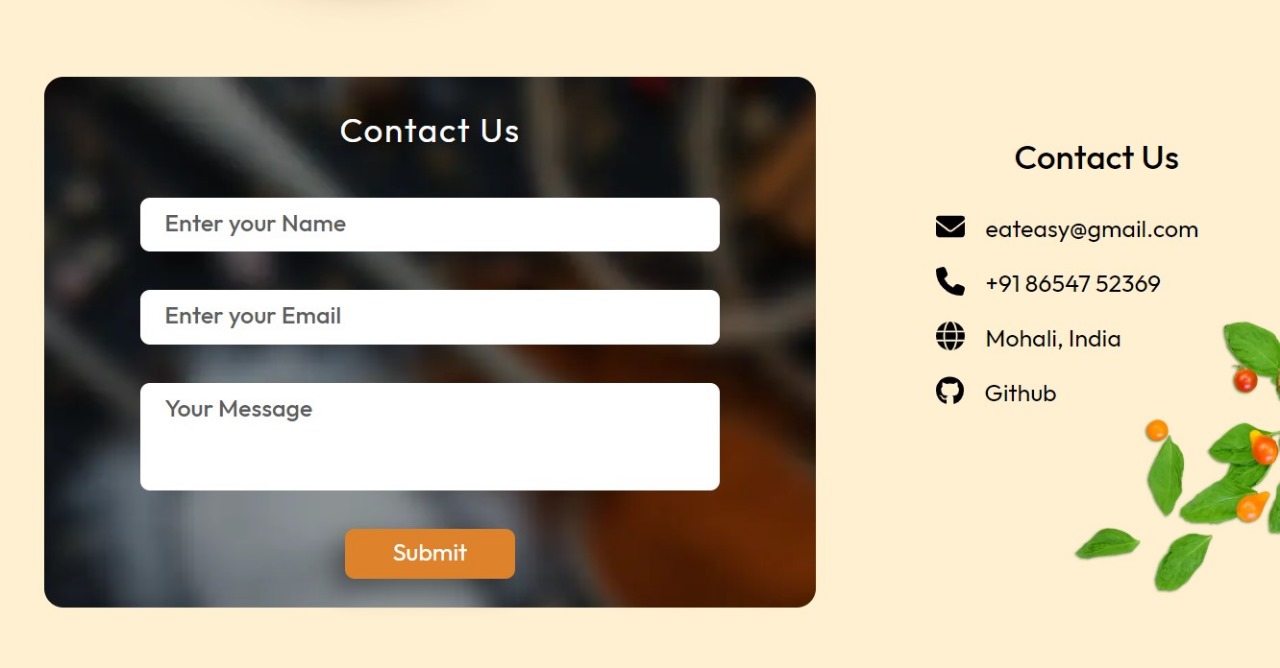 Contact Us
Enter your Name
Enter your Email
Your Message
Submit
Contact Us
eateasy@gmail.com
+91 86547 52369
Mohali, India
Github